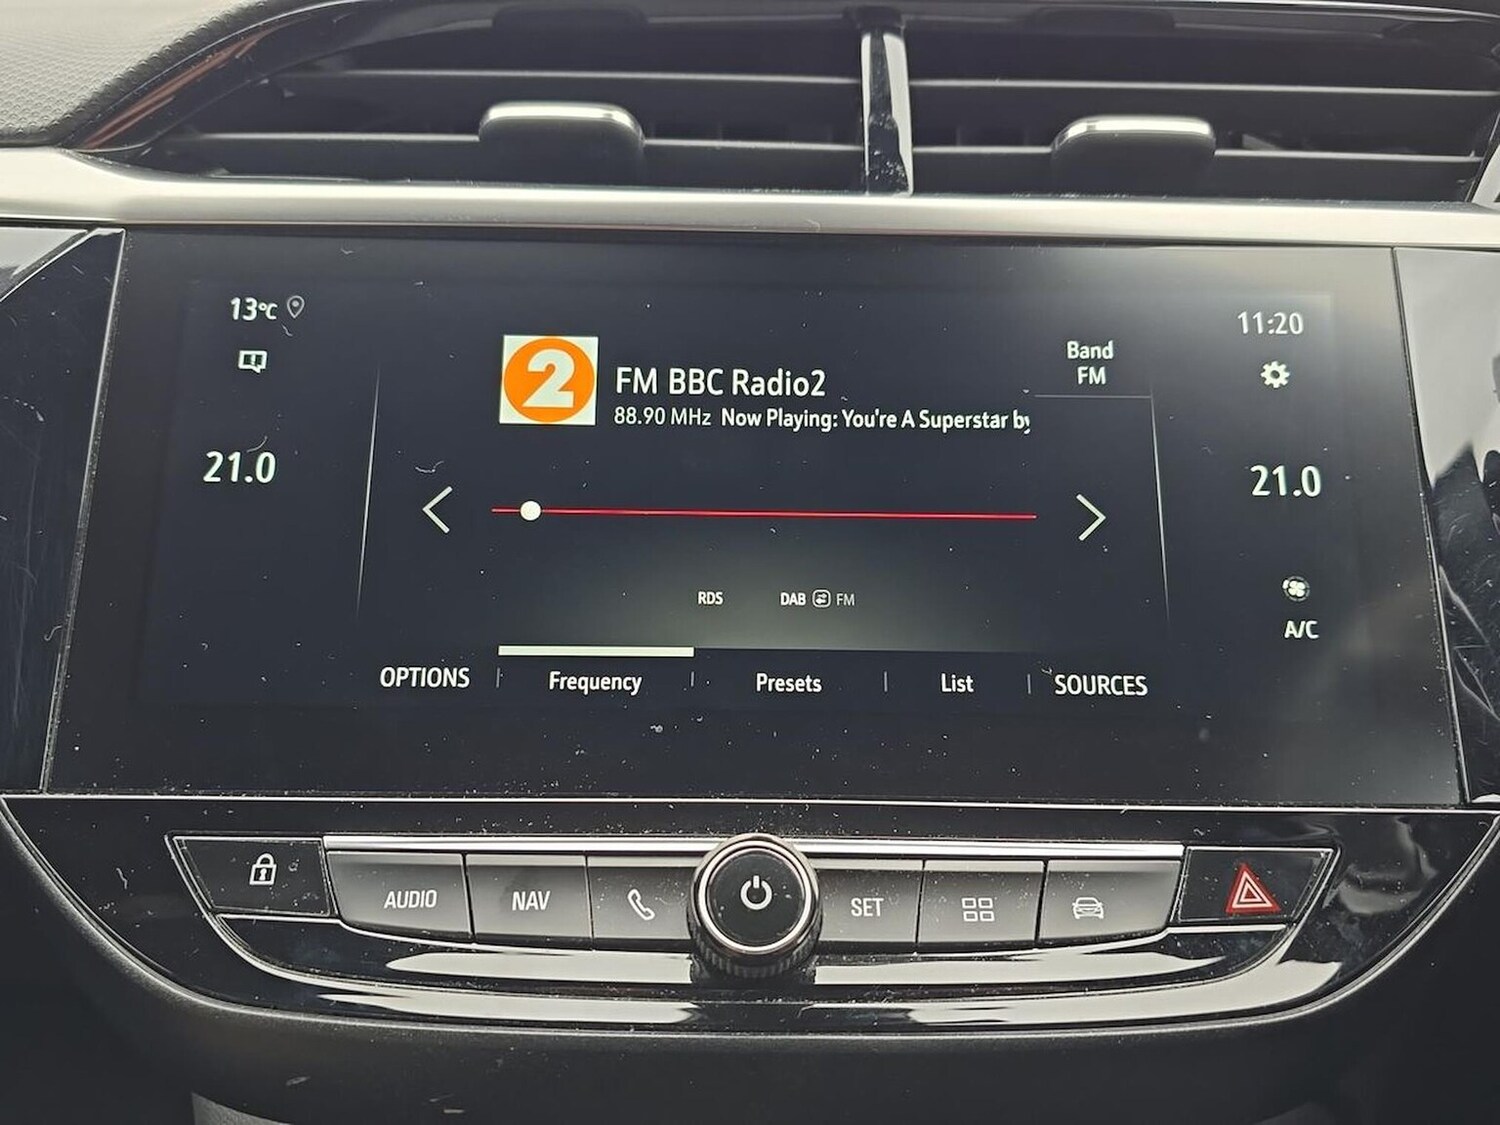 13°C
11:20
2
FM BBC Radio2
88.90 MHz Now Playing: You're A Superstar by
Band
FM
21.0
21.0
RDS
DAB FM
A/C
OPTIONS
Frequency
Presets
List
SOURCES
AUDIO
NAV
SET